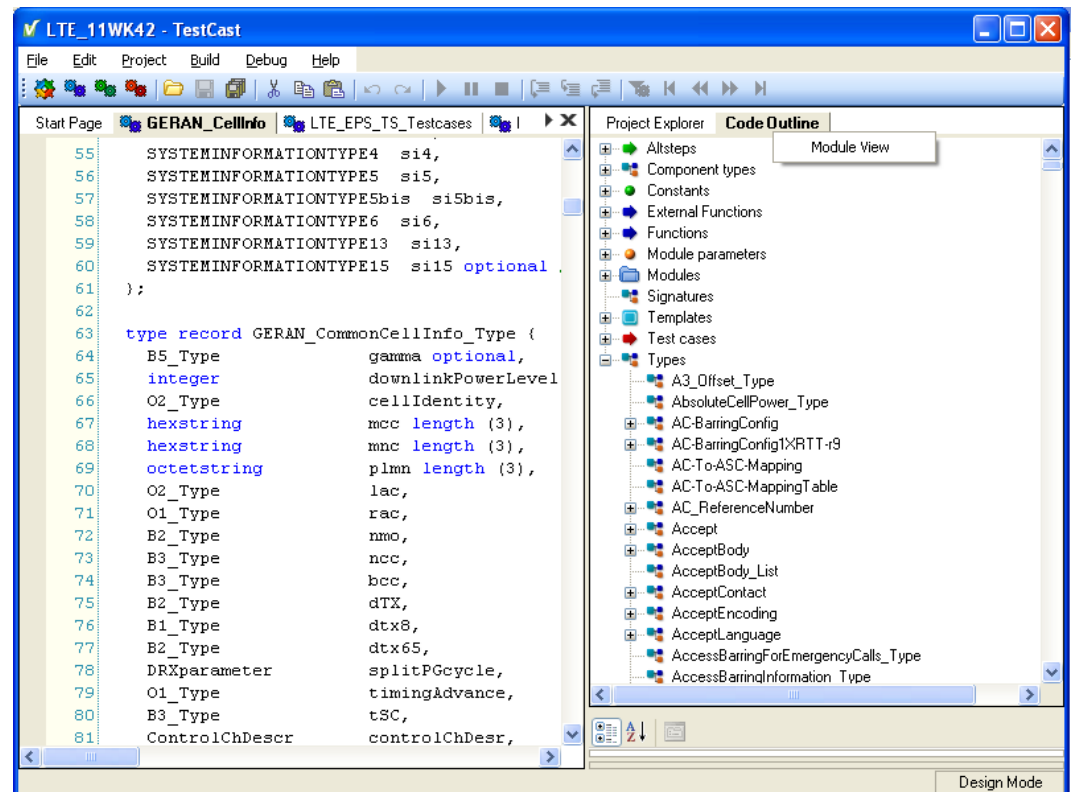 LTE_11WK42 - TestCast
File Edit Project Build Debug Help
Start Page GERAN_CellInfo LTE_EPS_TS_Testcases
55 SYSTEMINFORMATIONTYPE4 si4,
56 SYSTEMINFORMATIONTYPE5 si5,
57 SYSTEMINFORMATIONTYPE5bis si5bis,
58 SYSTEMINFORMATIONTYPE6 si6,
59 SYSTEMINFORMATIONTYPE13 si13,
60 SYSTEMINFORMATIONTYPE15 si15 optional
61 };
62
63 type record GERAN_CommonCellInfo_Type {
64 B5_Type gamma optional,
65 integer downlinkPowerLevel
66 O2_Type cellIdentity,
67 hexstring mcc length (3),
68 hexstring mnc length (3),
69 octetstring plmn length (3),
70 O2_Type lac,
71 O1_Type rac,
72 B2_Type nmo,
73 B3_Type ncc,
74 B3_Type bcc,
75 B2_Type dTX,
76 B1_Type dtx8,
77 B2_Type dtx65,
78 DRXparameter splitPGcycle,
79 O1_Type timingAdvance,
80 B3_Type tSC,
81 ControlChDescr controlChDesr,
Project Explorer Code Outline
Module View
Altsteps
Component types
Constants
External Functions
Functions
Module parameters
Modules
Signatures
Templates
Test cases
Types
A3_Offset_Type
AbsoluteCellPower_Type
AC-BarringConfig
AC-BarringConfig1XRTT-r9
AC-To-ASC-Mapping
AC-To-ASC-MappingTable
AC_ReferenceNumber
Accept
AcceptBody
AcceptBody_List
AcceptContact
AcceptEncoding
AcceptLanguage
AccessBarringForEmergencyCalls_Type
AccessBarringInformation_Type
Design Mode